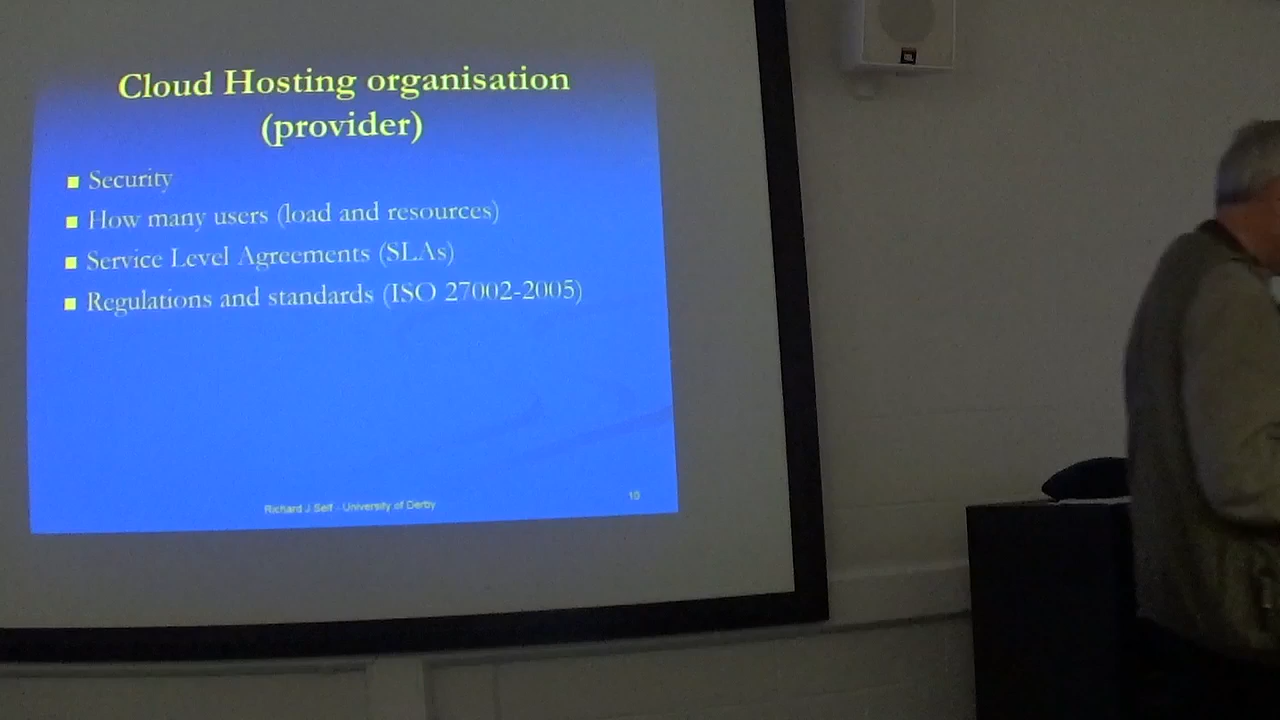 Cloud Hosting organisation
(provider)
Security
How many users (load and resources)
Service Level Agreements (SLAs)
Regulations and standards (ISO 27002-2005)
Richard J Self - University of Derby
10
JBL